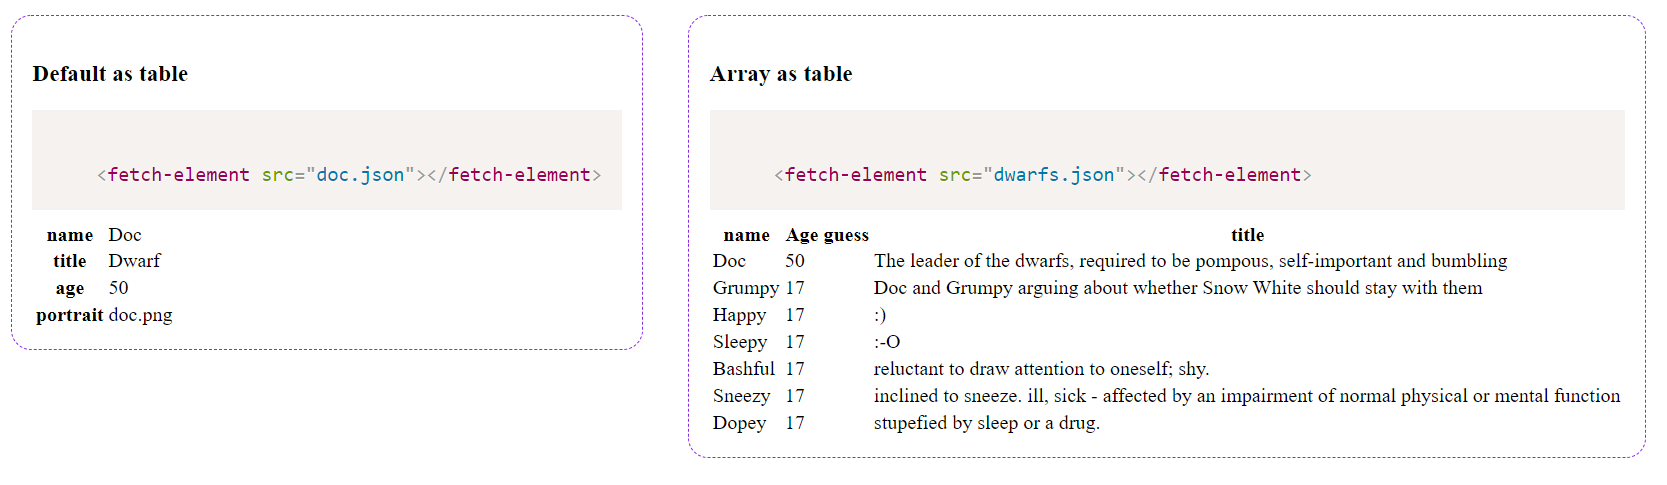 Default as table
<fetch-element src="doc.json"></fetch-element>
name Doc
title Dwarf
age 50
portrait doc.png
Array as table
<fetch-element src="dwarfs.json"></fetch-element>
name Age guess title
Doc 50 The leader of the dwarfs, required to be pompous, self-important and bumbling
Grumpy 17 Doc and Grumpy arguing about whether Snow White should stay with them
Happy 17 :)
Sleepy 17 :-O
Bashful 17 reluctant to draw attention to oneself; shy.
Sneezy 17 inclined to sneeze. ill, sick - affected by an impairment of normal physical or mental function
Dopey 17 stupefied by sleep or a drug.